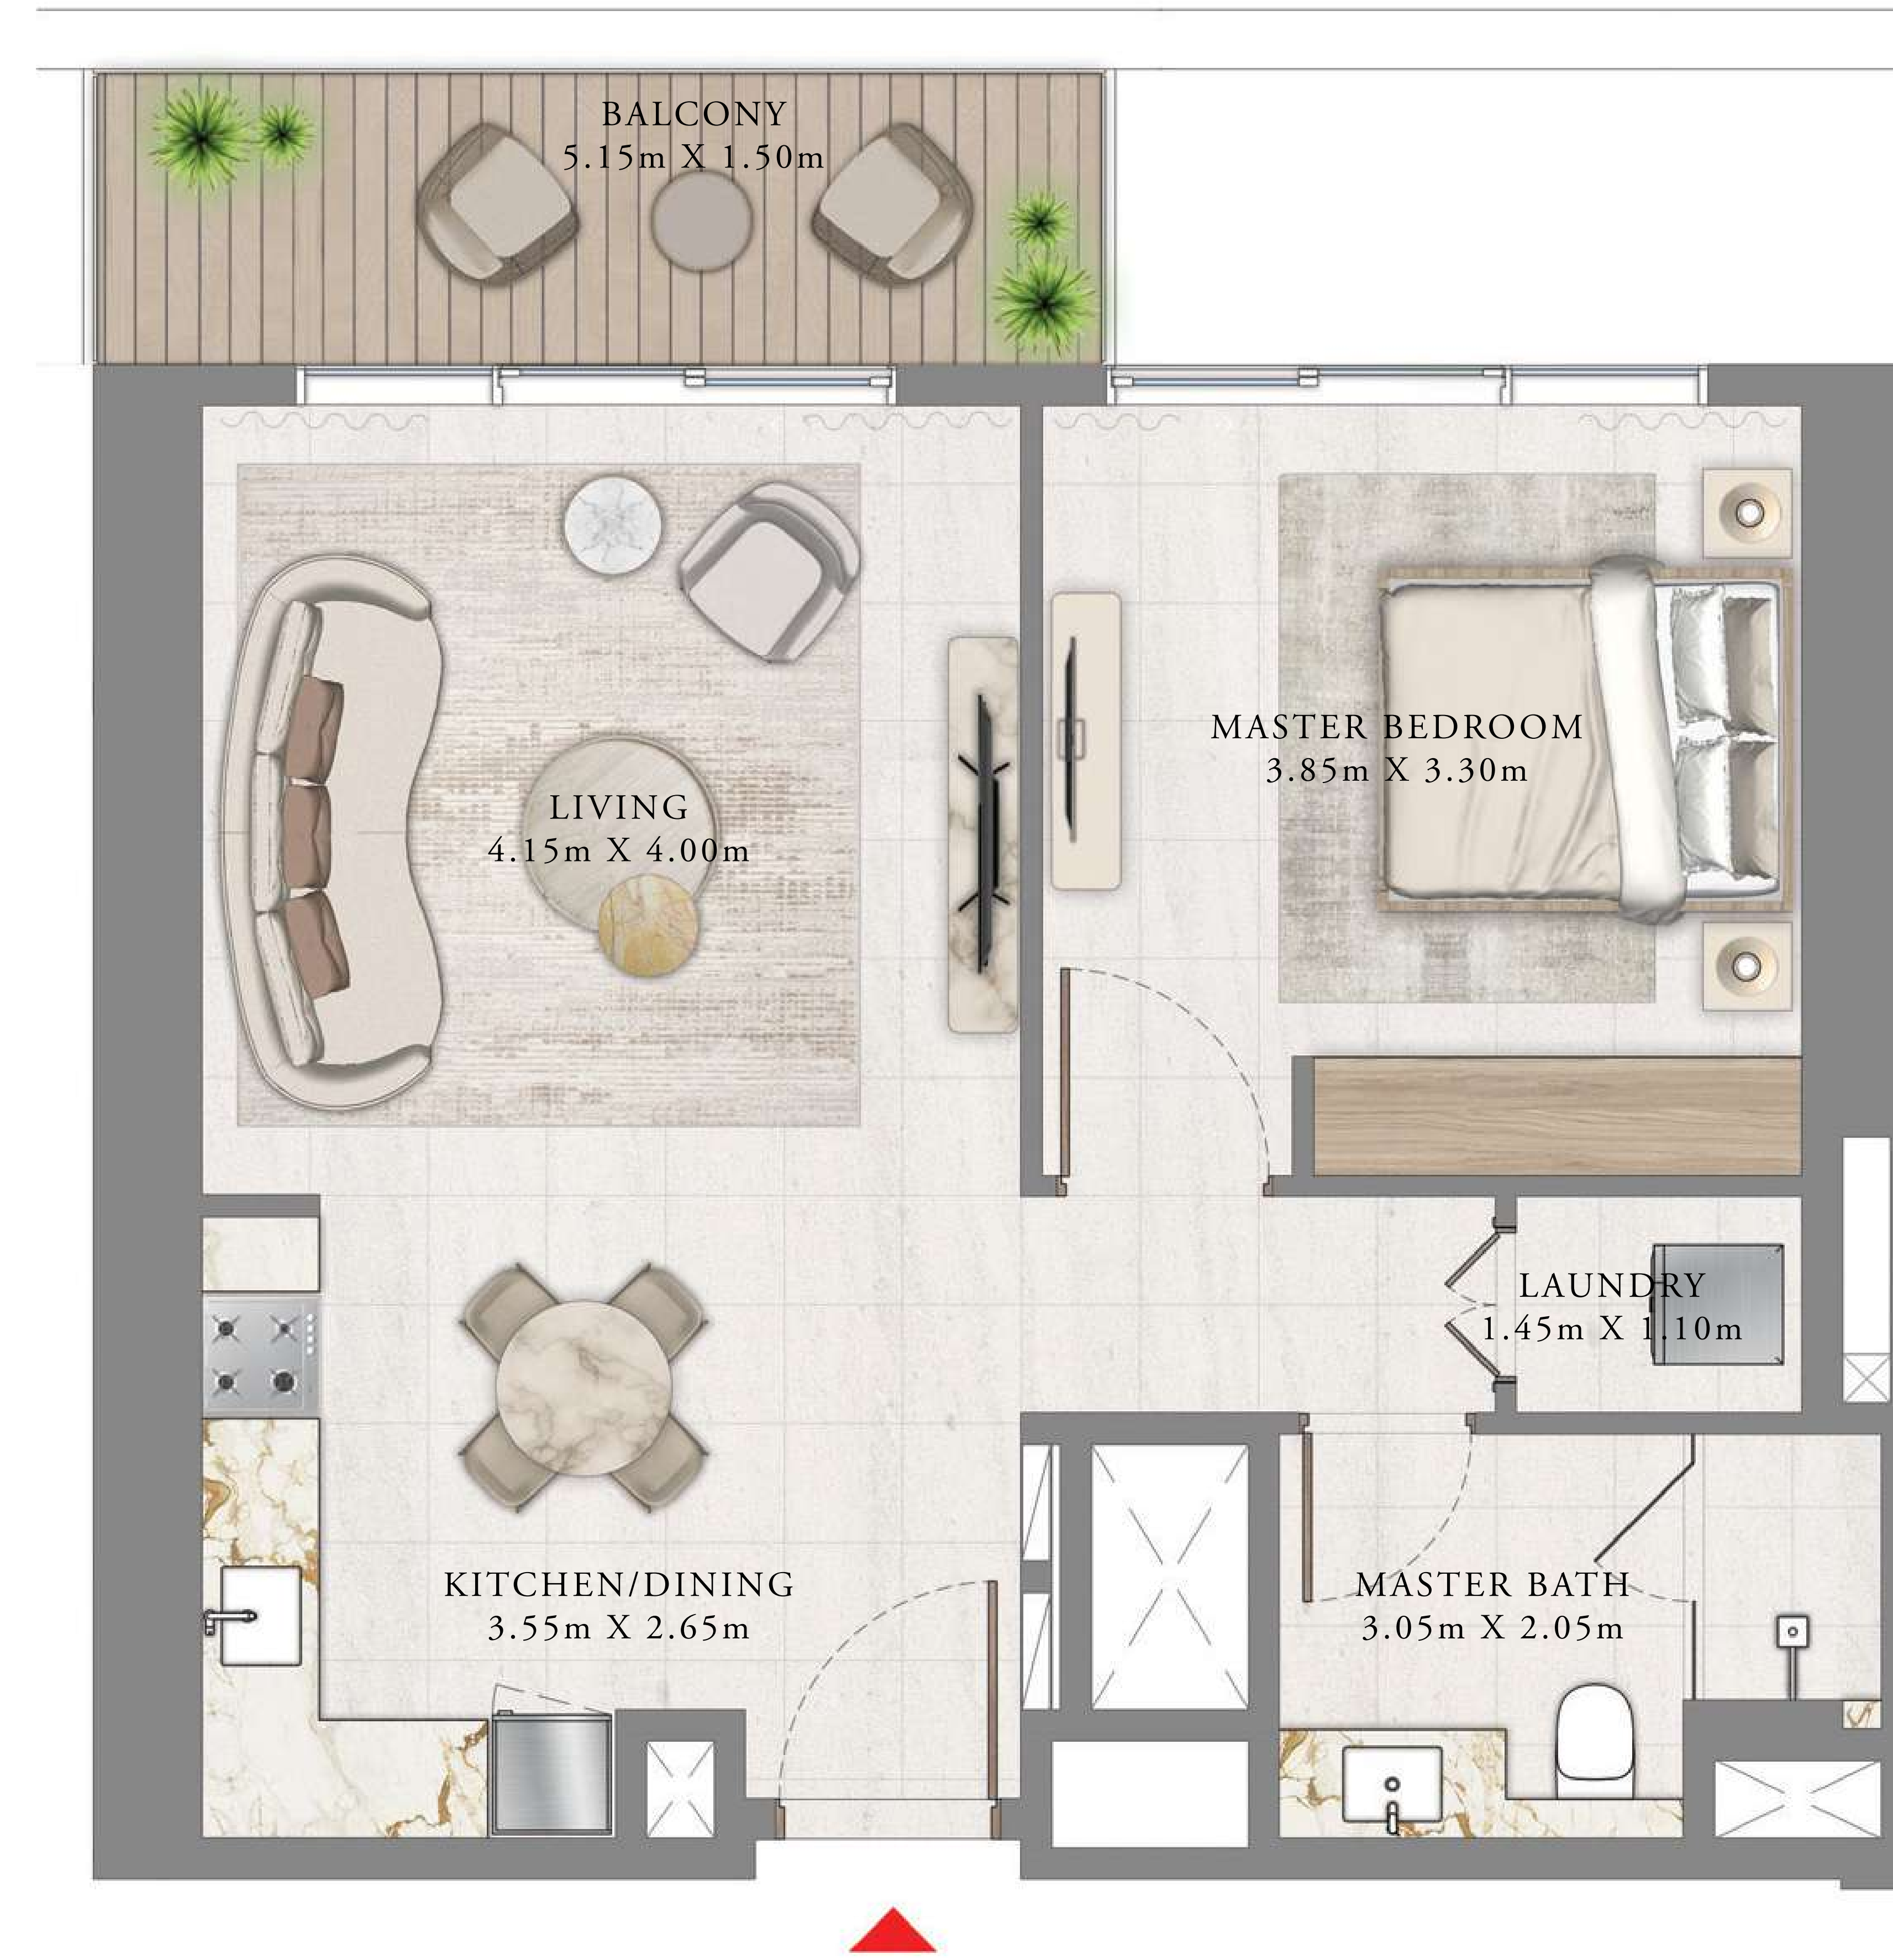 BALCONY
5.15m X 1.50m
MASTER BEDROOM
3.85m X 3.30m
LIVING
4.15m X 4.00m
LAUNDRY
1.45m X 1.10m
KITCHEN/DINING
3.55m X 2.65m
MASTER BATH
3.05m X 2.05m